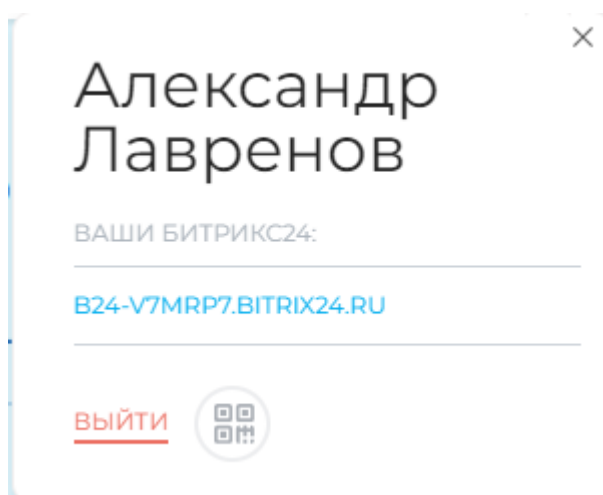 Александр
Лавренов
ВАШИ БИТРИКС24:
B24-V7MRP7.BITRIX24.RU
ВЫЙТИ